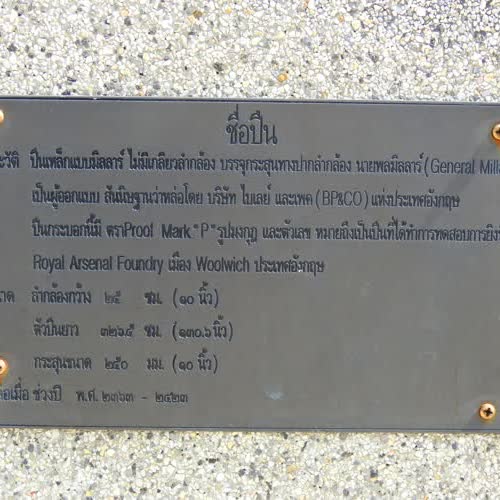 ชื่อปืน
ะวัติ ปืนเหล็กแบบมิลลาร์ ไม่มีเกลียวลำกล้อง บรรจุกระสุนทางปากลำกล้อง นายพลมิลลาร์ (General Milla
เป็นผู้ออกแบบ สันนิษฐานว่าหล่อโดย บริษัท ไบเลย์ และเพค (BP&CO) แห่งประเทศอังกฤษ
ปืนกระบอกนี้มี ตราProof Mark "P" รูปมงกุฎ และตัวเลข หมายถึงเป็นปืนที่ได้ทำการทดสอบการยิงที
Royal Arsenal Foundry เมือง Woolwich ประเทศอังกฤษ
นาด ลำกล้องกว้าง ๒๕ ซม. (๑๐ นิ้ว)
ตัวปืนยาว ๓๒๖.๕ ซม. (๑๓๐.๖ นิ้ว)
กระสุนขนาด ๒๕๐ มม. (๑๐ นิ้ว)
ล่อเมื่อ ช่วงปี พ.ศ. ๒๓๖๓ - ๒๔๒๓